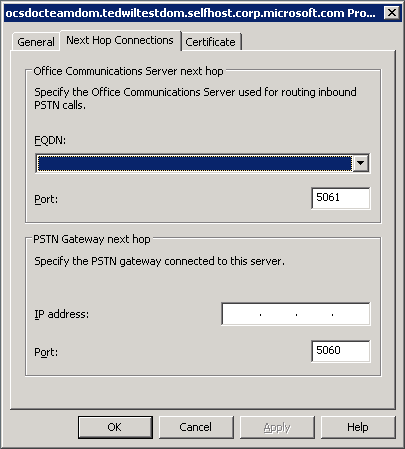 ocsdocteamdom.tedwiltestdom.selfhost.corp.microsoft.com Pro...
General Next Hop Connections Certificate
Office Communications Server next hop
Specify the Office Communications Server used for routing inbound
PSTN calls.
FQDN:
Port: 5061
PSTN Gateway next hop
Specify the PSTN gateway connected to this server.
IP address: . . .
Port: 5060
OK Cancel Apply Help